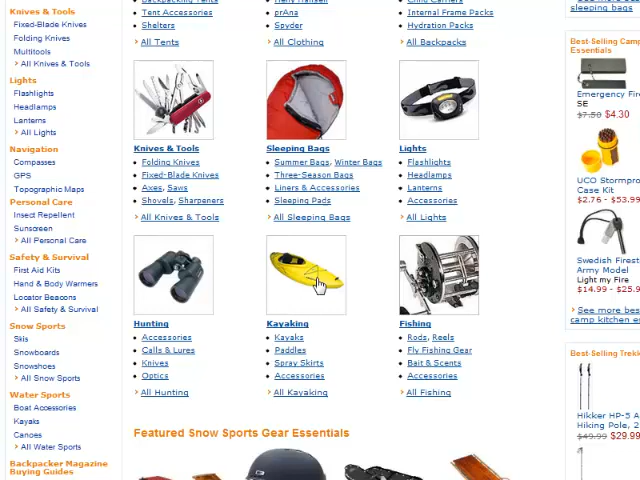 Knives & Tools
Fixed-Blade Knives
Folding Knives
Multitools
› All Knives & Tools
Lights
Flashlights
Headlamps
Lanterns
› All Lights
Navigation
Compasses
GPS
Topographic Maps
Personal Care
Insect Repellent
Sunscreen
› All Personal Care
Safety & Survival
First Aid Kits
Hand & Body Warmers
Locator Beacons
› All Safety & Survival
Snow Sports
Skis
Snowboards
Snowshoes
› All Snow Sports
Water Sports
Boat Accessories
Kayaks
Canoes
› All Water Sports
Backpacker Magazine
Buying Guides
Backpacking Tents
• Tent Accessories
• Shelters
› All Tents
Helly Hansen
• prAna
• Spyder
› All Clothing
Child Carriers
• Internal Frame Packs
• Hydration Packs
› All Backpacks
Knives & Tools
• Folding Knives
• Fixed-Blade Knives
• Axes, Saws
• Shovels, Sharpeners
› All Knives & Tools
Sleeping Bags
• Summer Bags, Winter Bags
• Three-Season Bags
• Liners & Accessories
• Sleeping Pads
› All Sleeping Bags
Lights
• Flashlights
• Headlamps
• Lanterns
• Accessories
› All Lights
Hunting
• Accessories
• Calls & Lures
• Knives
• Optics
› All Hunting
Kayaking
• Kayaks
• Paddles
• Spray Skirts
• Accessories
› All Kayaking
Fishing
• Rods, Reels
• Fly Fishing Gear
• Bait & Scents
• Accessories
› All Fishing
Featured Snow Sports Gear Essentials
sleeping bags
Best-Selling Camp
Essentials
Emergency Fire
SE
$7.50 $4.30
UCO Stormpro
Case Kit
$2.76 - $53.99
Swedish Firest
Army Model
Light my Fire
$14.99 - $25.9
› See more bes
camp kitchen e
Best-Selling Trekk
Hikker HP-5 A
Hiking Pole, 2
$49.99 $29.99